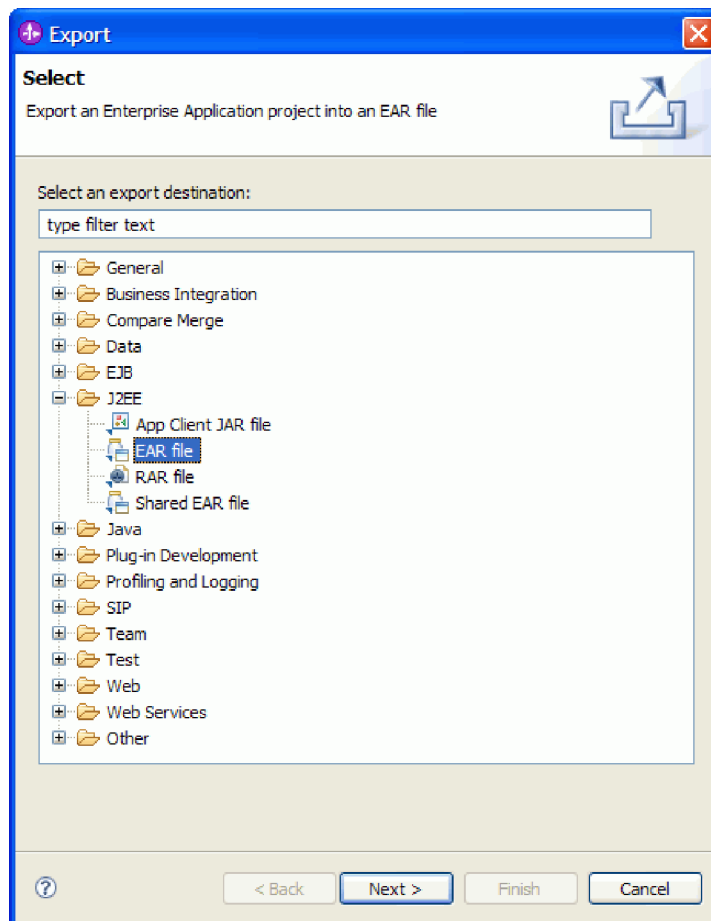 Export
Select
Export an Enterprise Application project into an EAR file
Select an export destination:
type filter text
General
Business Integration
Compare Merge
Data
EJB
J2EE
App Client JAR file
EAR file
RAR file
Shared EAR file
Java
Plug-in Development
Profiling and Logging
SIP
Team
Test
Web
Web Services
Other
? < Back Next > Finish Cancel